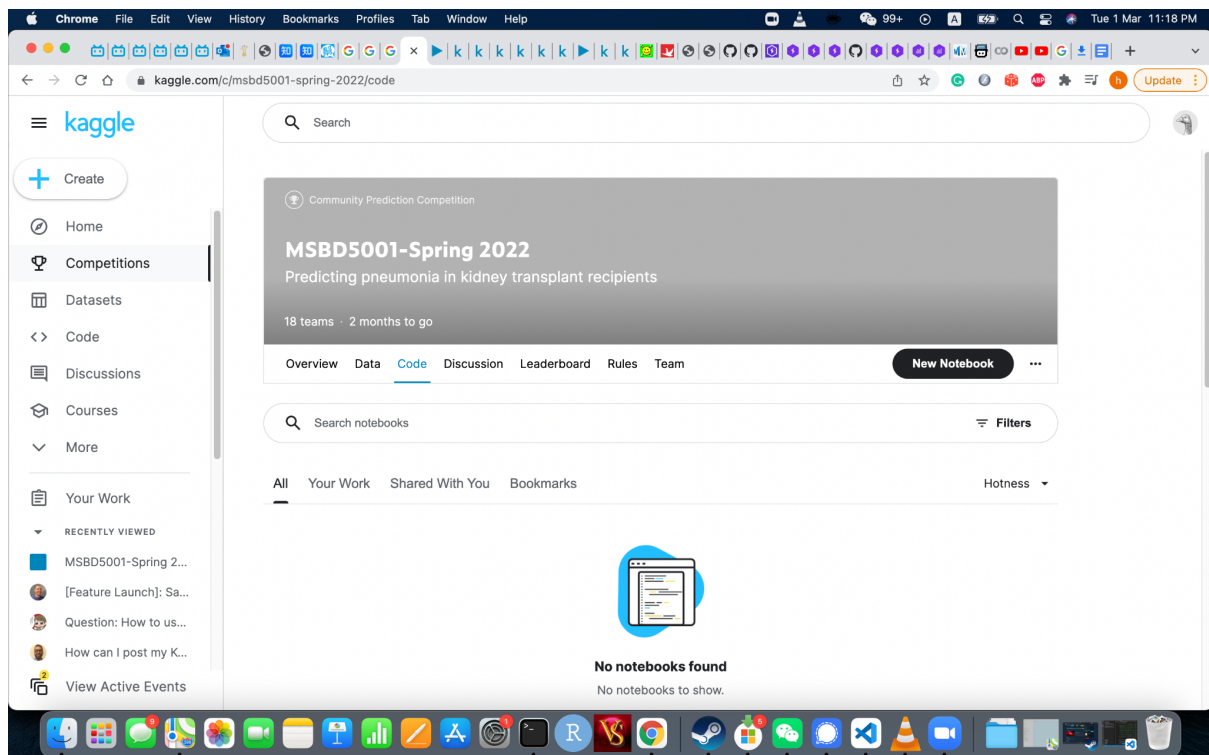 Chrome File Edit View History Bookmarks Profiles Tab Window Help 99+ A Tue 1 Mar 11:18 PM
kaggle.com/c/msbd5001-spring-2022/code ABP h Update
kaggle
Search
Create
Home
Competitions
Datasets
Code
Discussions
Courses
More
Your Work
RECENTLY VIEWED
MSBD5001-Spring 2...
[Feature Launch]: Sa...
Question: How to us...
How can I post my K...
2
View Active Events
Community Prediction Competition
MSBD5001-Spring 2022
Predicting pneumonia in kidney transplant recipients
18 teams · 2 months to go
Overview Data Code Discussion Leaderboard Rules Team New Notebook
Search notebooks Filters
All Your Work Shared With You Bookmarks Hotness
No notebooks found
No notebooks to show.
9 1 R 5